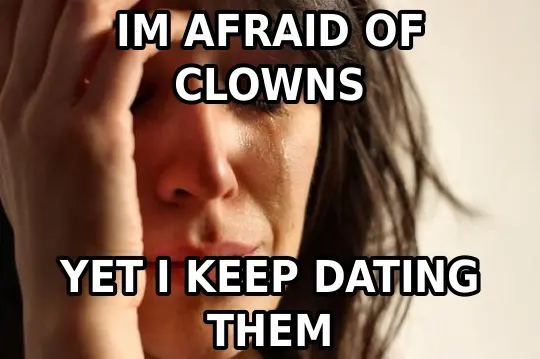 IM AFRAID OF
CLOWNS
YET I KEEP DATING
THEM